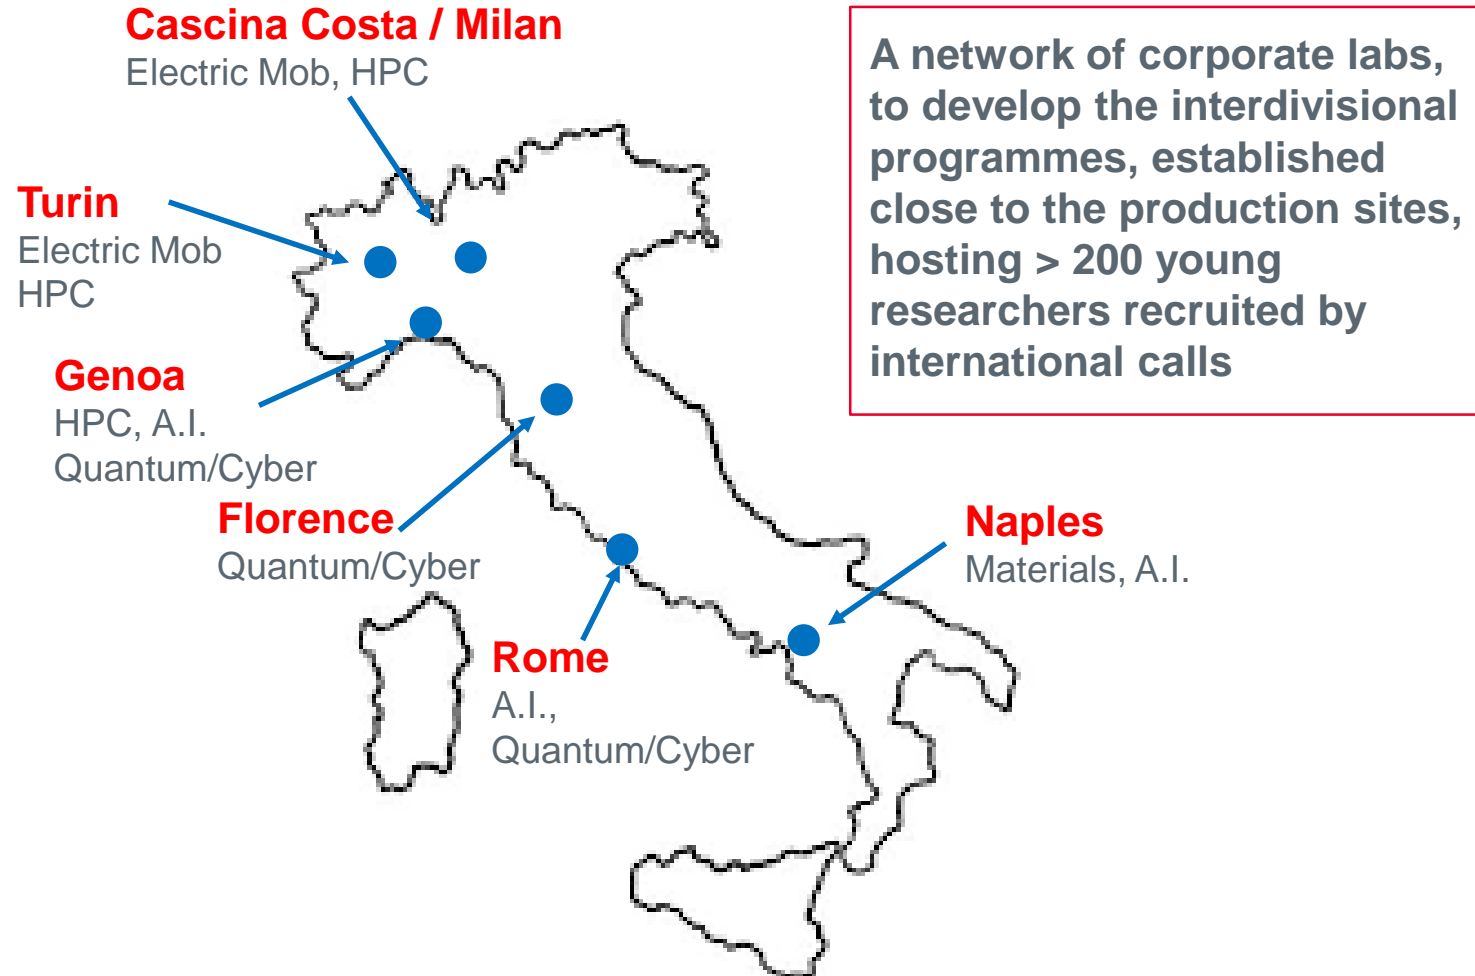 Cascina Costa / Milan
Electric Mob, HPC
A network of corporate labs,
to develop the interdivisional
programmes, established
close to the production sites,
hosting > 200 young
researchers recruited by
international calls
Turin
Electric Mob
HPC
Genoa
HPC, A.I.
Quantum/Cyber
Florence
Quantum/Cyber
Naples
Materials, A.I.
Rome
A.I.,
Quantum/Cyber